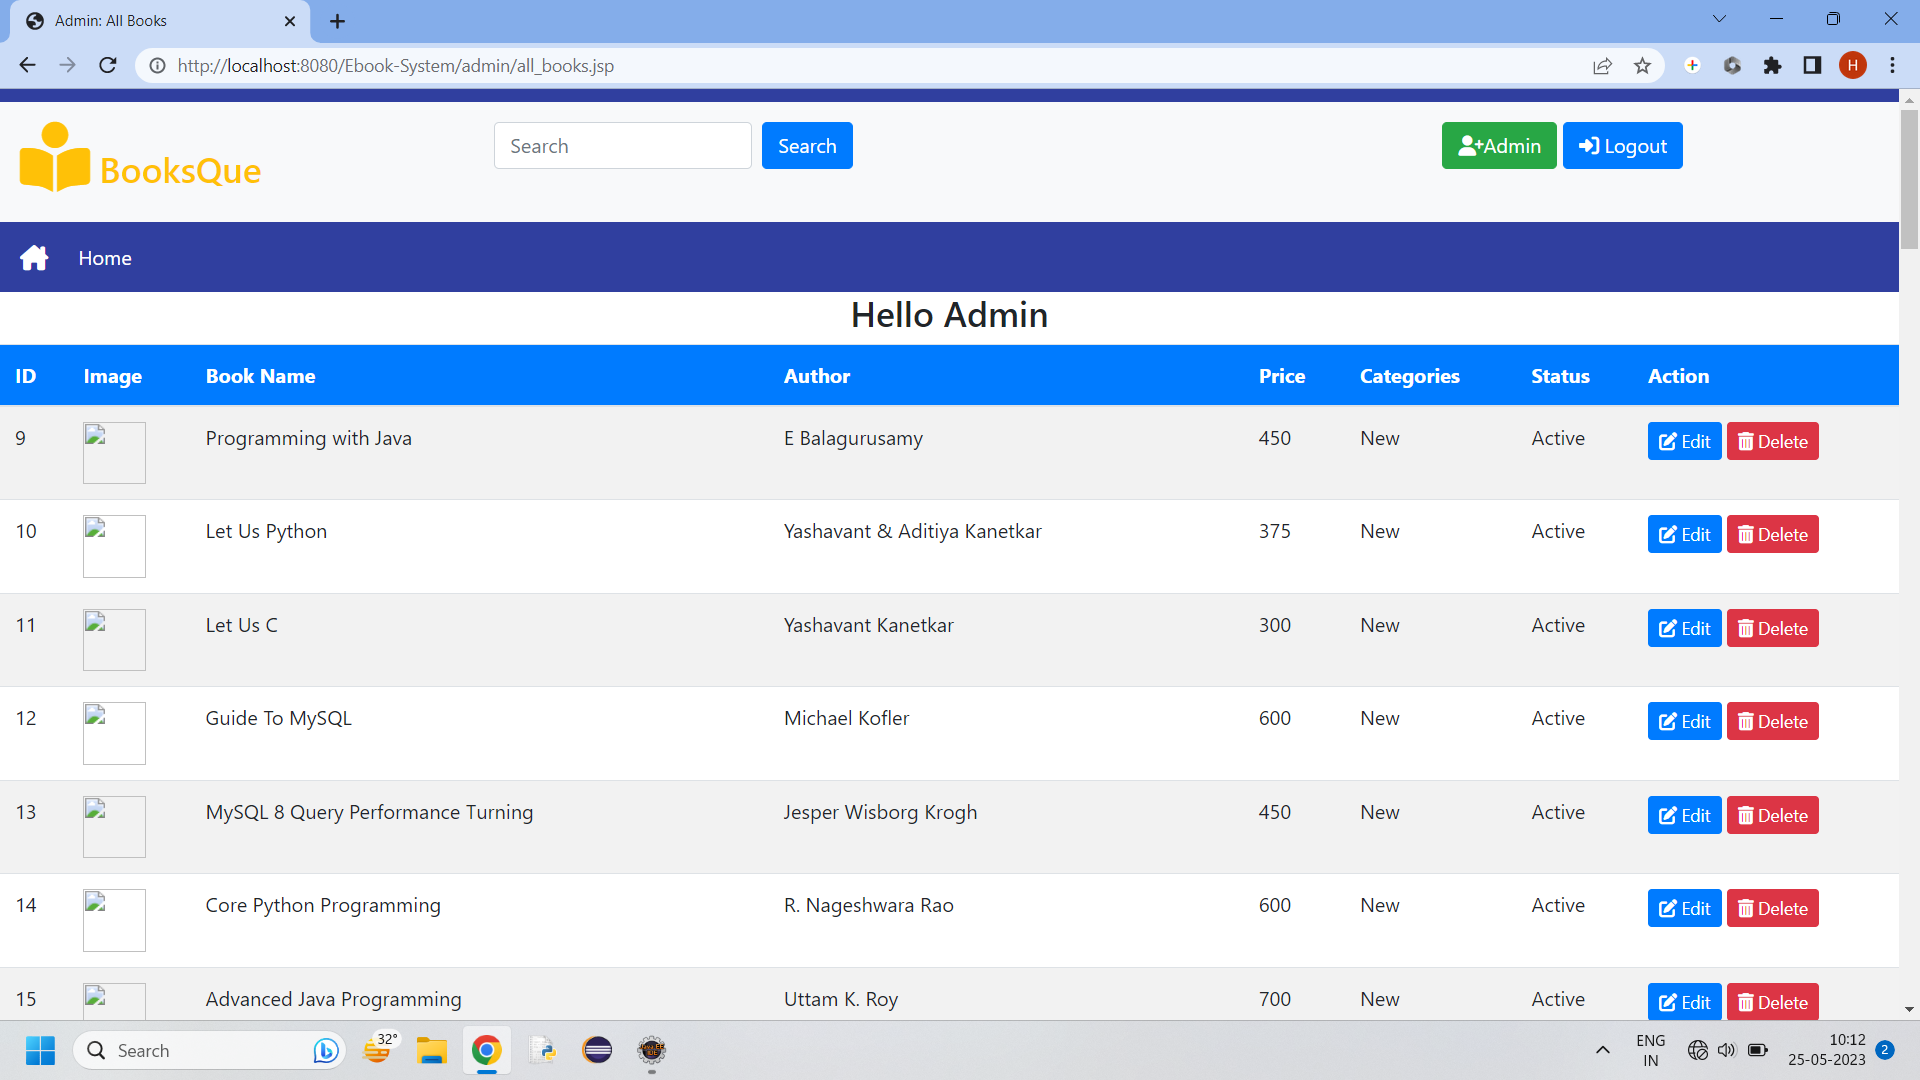 Admin: All Books
http://localhost:8080/Ebook-System/admin/all_books.jsp
H
BooksQue
Search
Search
Admin
Logout
Home
Hello Admin
ID Image Book Name Author Price Categories Status Action
9 Programming with Java E Balagurusamy 450 New Active Edit Delete
10 Let Us Python Yashavant & Aditiya Kanetkar 375 New Active Edit Delete
11 Let Us C Yashavant Kanetkar 300 New Active Edit Delete
12 Guide To MySQL Michael Kofler 600 New Active Edit Delete
13 MySQL 8 Query Performance Turning Jesper Wisborg Krogh 450 New Active Edit Delete
14 Core Python Programming R. Nageshwara Rao 600 New Active Edit Delete
15 Advanced Java Programming Uttam K. Roy 700 New Active Edit Delete
Search
32°
ENG
IN
10:12
25-05-2023
2